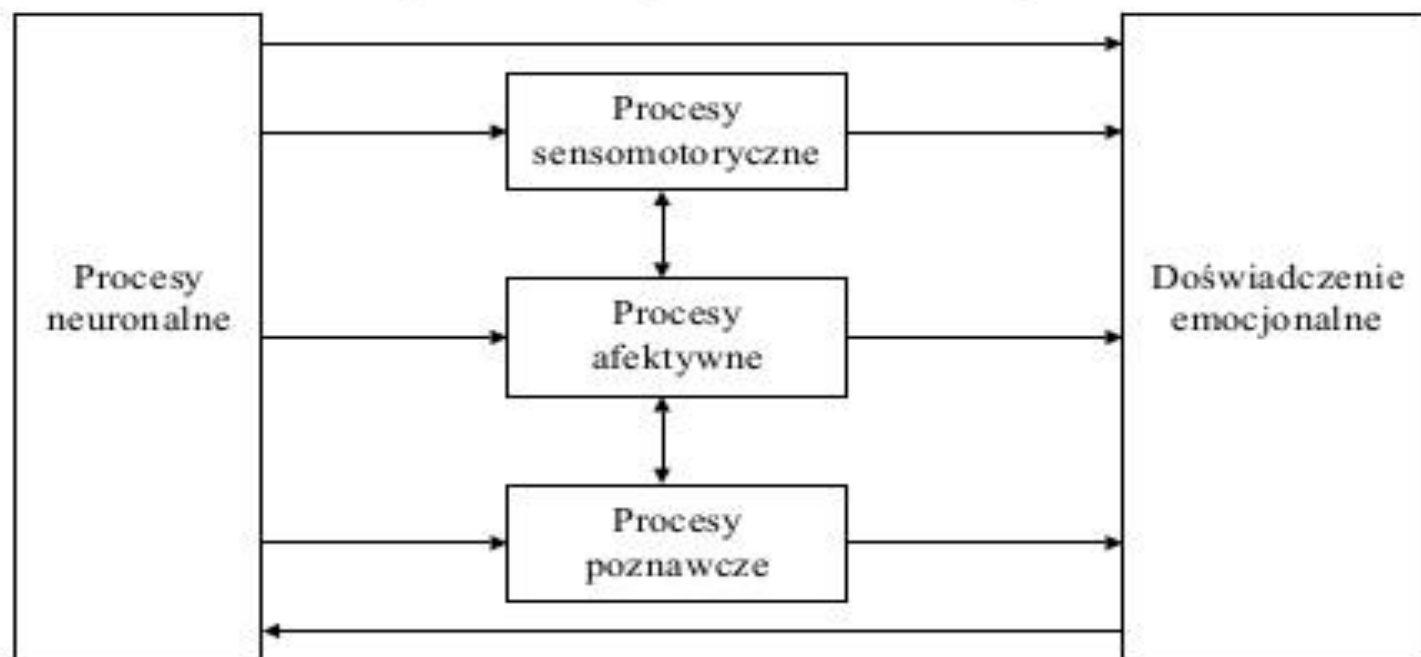 Procesy
sensomotoryczne
Procesy
neuronalne
Procesy
afektywne
Doświadczenie
emocjonalne
Procesy
poznawcze